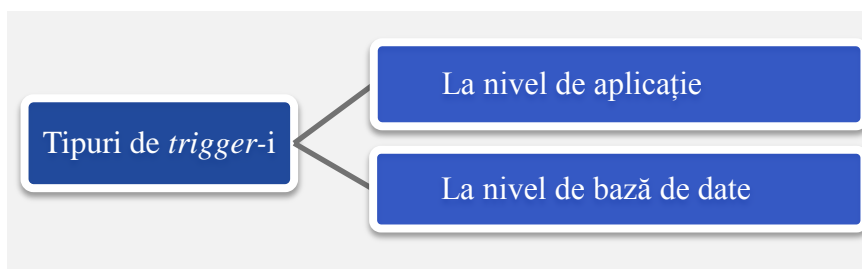 La nivel de aplicație
Tipuri de trigger-i
La nivel de bază de date